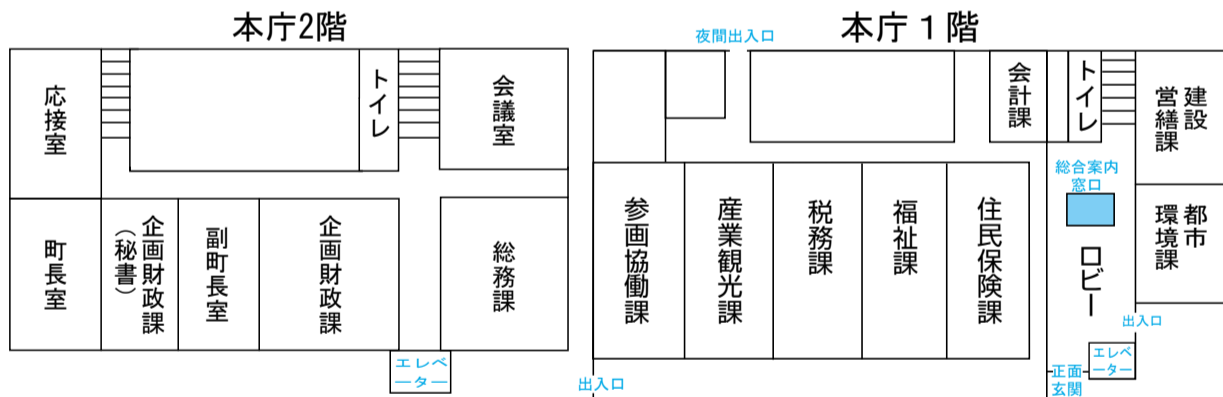 本庁2階
応接室
トイレ
会議室
町長室
企画財政課
（秘書）
副町長室
企画財政課
総務課
エレベ
ーター
本庁１階
夜間出入口
会計課
トイレ
建設
営繕課
総合案内
窓口
都市
環境課
参画協働課
産業観光課
税務課
福祉課
住民保険課
ロビー
出入口
エレベ
ーター
正面
玄関
出入口